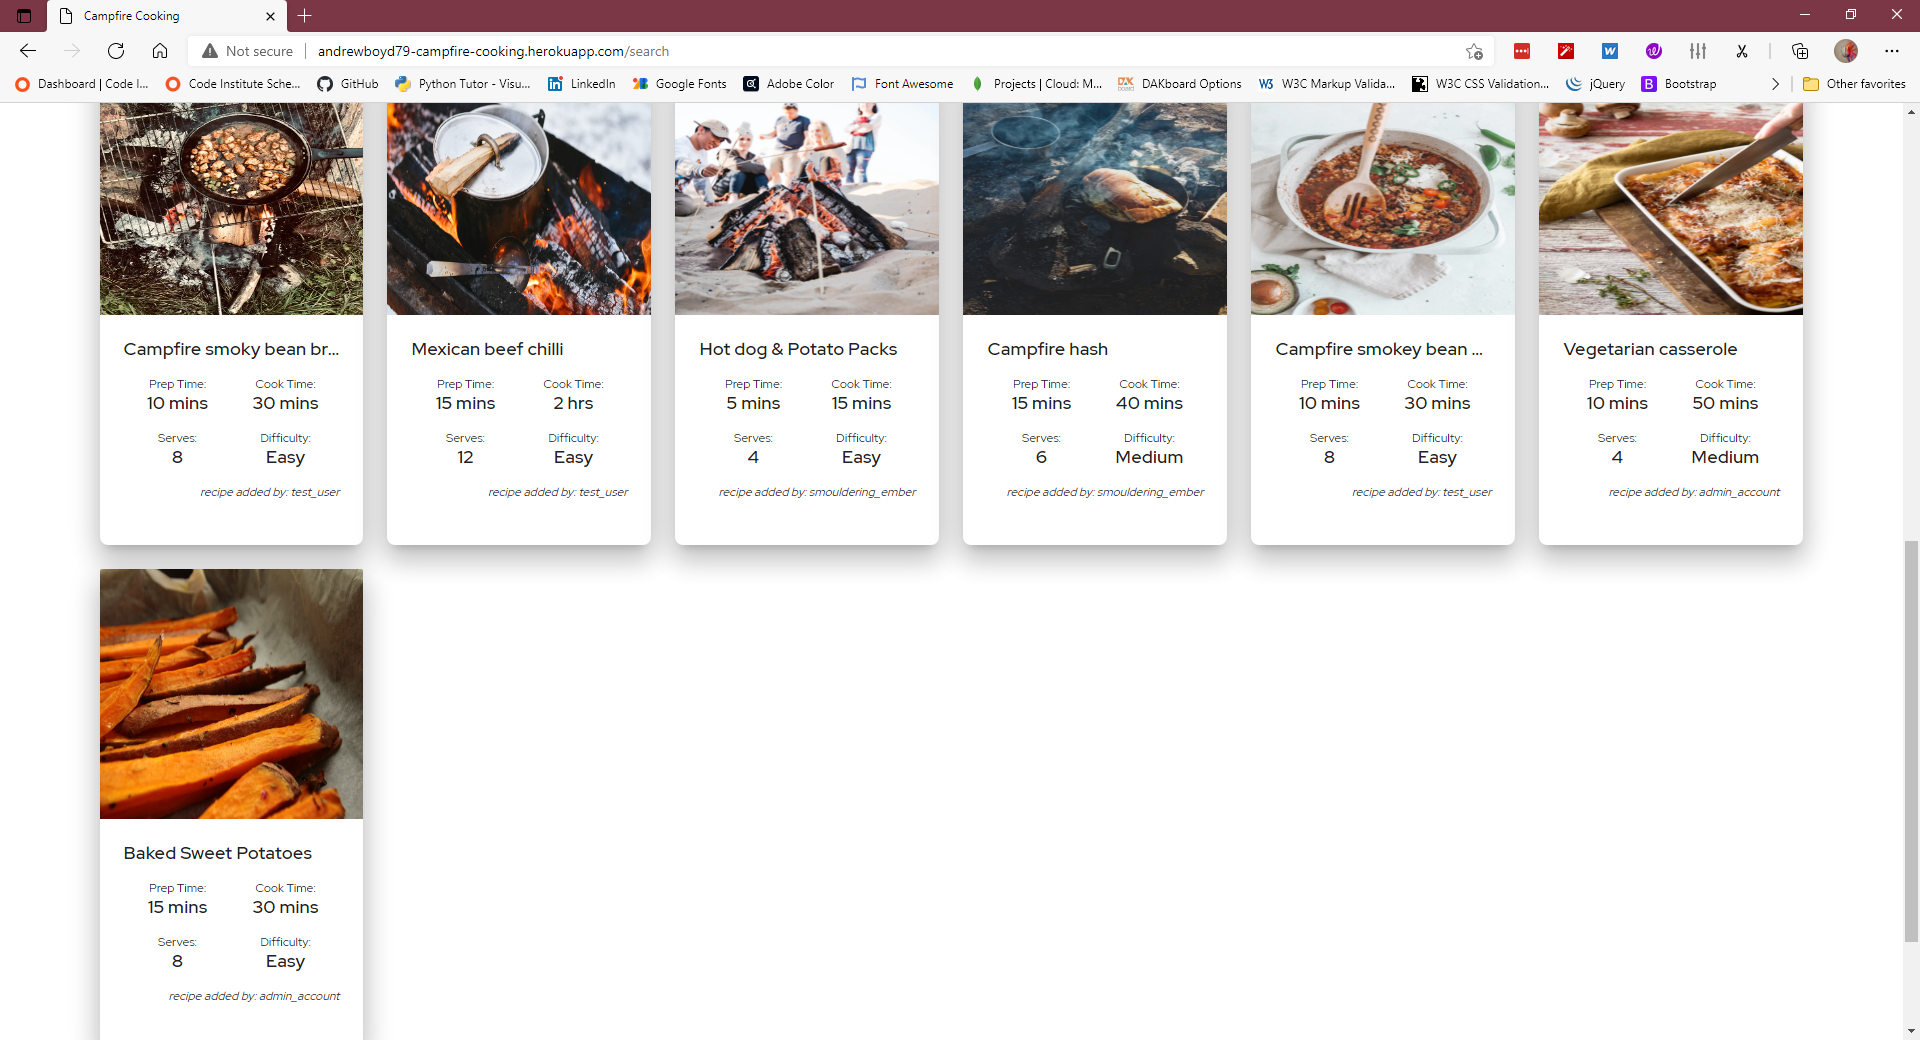 Campfire Cooking
Not secure
andrewboyd79-campfire-cooking.herokuapp.com/search
Dashboard | Code I...
Code Institute Sche...
GitHub
Python Tutor - Visu...
LinkedIn
Google Fonts
Adobe Color
Font Awesome
Projects | Cloud: M...
DAKboard Options
W3C Markup Valida...
W3C CSS Validation...
jQuery
Bootstrap
Other favorites
Campfire smoky bean br...
Prep Time: Cook Time:
10 mins 30 mins
Serves: Difficulty:
8 Easy
recipe added by: test_user
Mexican beef chilli
Prep Time: Cook Time:
15 mins 2 hrs
Serves: Difficulty:
12 Easy
recipe added by: test_user
Hot dog & Potato Packs
Prep Time: Cook Time:
5 mins 15 mins
Serves: Difficulty:
4 Easy
recipe added by: smouldering_ember
Campfire hash
Prep Time: Cook Time:
15 mins 40 mins
Serves: Difficulty:
6 Medium
recipe added by: smouldering_ember
Campfire smokey bean ...
Prep Time: Cook Time:
10 mins 30 mins
Serves: Difficulty:
8 Easy
recipe added by: test_user
Vegetarian casserole
Prep Time: Cook Time:
10 mins 50 mins
Serves: Difficulty:
4 Medium
recipe added by: admin_account
Baked Sweet Potatoes
Prep Time: Cook Time:
15 mins 30 mins
Serves: Difficulty:
8 Easy
recipe added by: admin_account